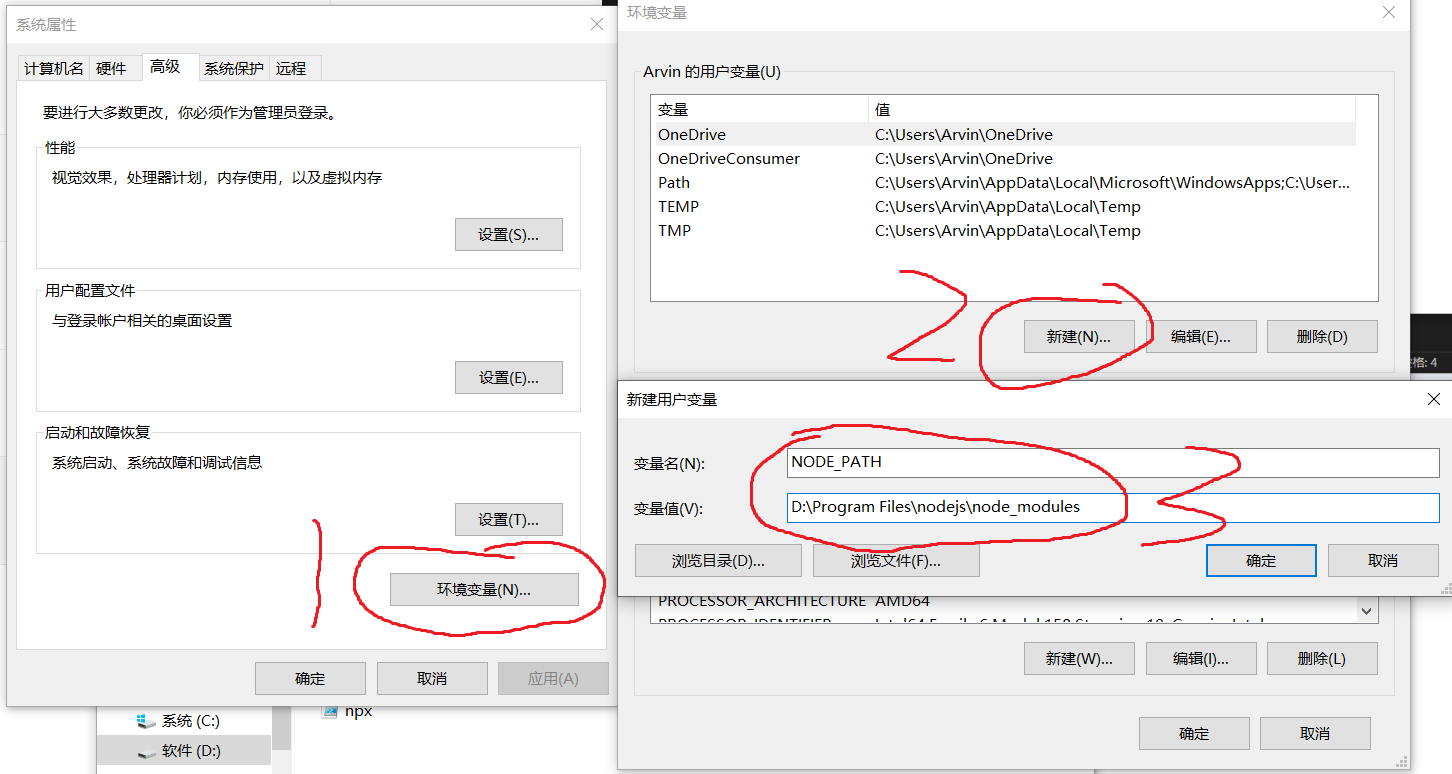 系统属性
计算机名 硬件 高级 系统保护 远程
要进行大多数更改，你必须作为管理员登录。
性能
视觉效果，处理器计划，内存使用，以及虚拟内存
设置(S)...
用户配置文件
与登录帐户相关的桌面设置
设置(E)...
启动和故障恢复
系统启动、系统故障和调试信息
设置(T)...
1
环境变量(N)...
确定 取消 应用(A)
系统 (C:)
软件 (D:)
npx
环境变量
Arvin 的用户变量(U)
变量 值
OneDrive C:\Users\Arvin\OneDrive
OneDriveConsumer C:\Users\Arvin\OneDrive
Path C:\Users\Arvin\AppData\Local\Microsoft\WindowsApps;C:\User...
TEMP C:\Users\Arvin\AppData\Local\Temp
TMP C:\Users\Arvin\AppData\Local\Temp
2
新建(N)... 编辑(E)... 删除(D)
格: 4
新建用户变量
变量名(N): NODE_PATH
变量值(V): D:\Program Files\nodejs\node_modules
3
浏览目录(D)... 浏览文件(F)... 确定 取消
PROCESSOR_ARCHITECTURE AMD64
新建(W)... 编辑(I)... 删除(L)
确定 取消